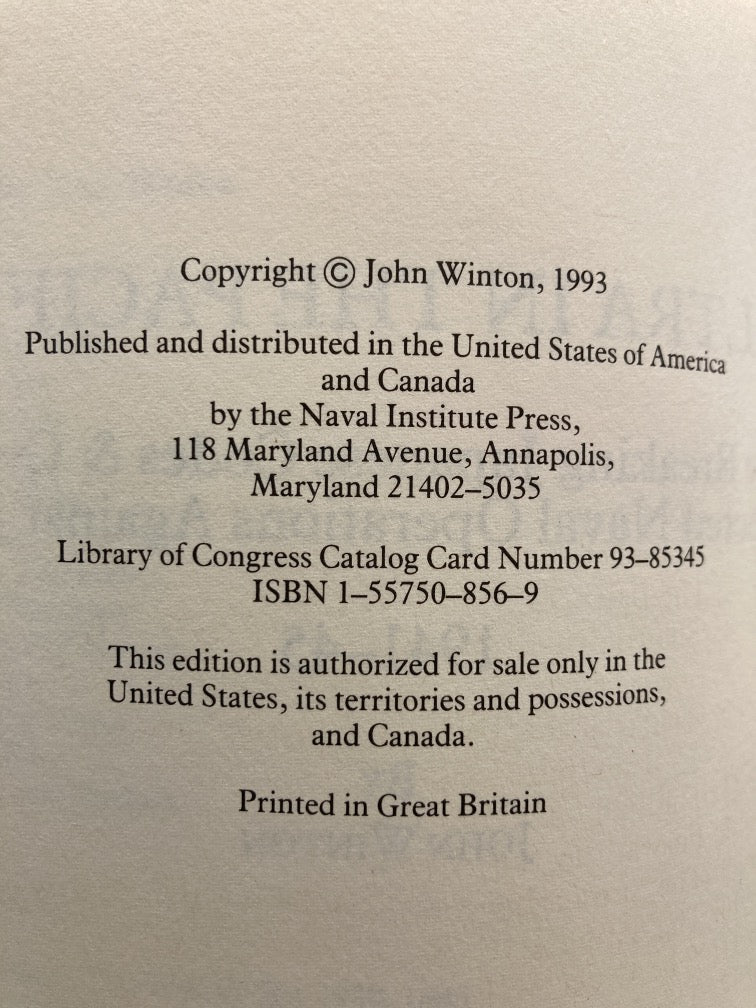 Copyright © John Winton, 1993
Published and distributed in the United States of America
and Canada
by the Naval Institute Press,
118 Maryland Avenue, Annapolis,
Maryland 21402–5035
Library of Congress Catalog Card Number 93–85345
ISBN 1–55750–856–9
This edition is authorized for sale only in the
United States, its territories and possessions,
and Canada.
Printed in Great Britain